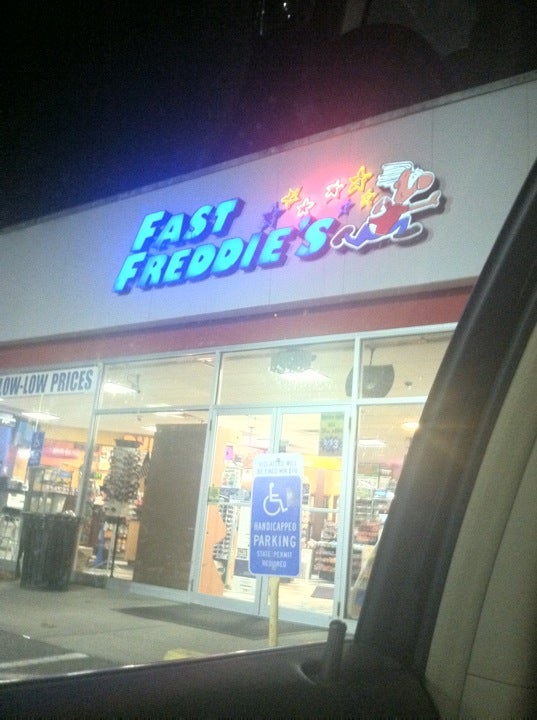 FAST
FREDDIE'S
LOW-LOW PRICES
HANDICAPPED
PARKING
STATE PERMIT
REQUIRED